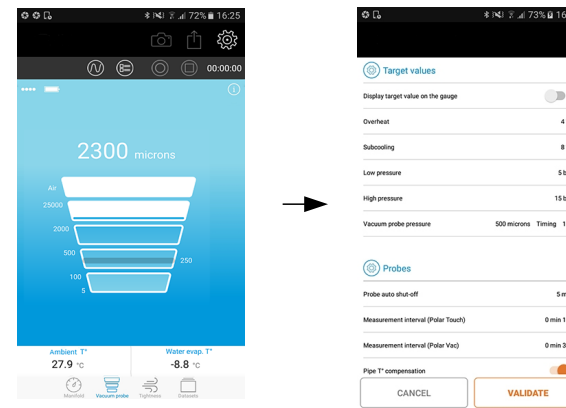 72% 16:25
00:00:00
2300 microns
Air
25000
2000
500
250
100
5
Ambient T°
Water evap. T°
27.9 °C
-8.8 °C
Manifold
Vacuum probe
Tightness
Datasets
73% 16
Target values
Display target value on the gauge
Overheat 4
Subcooling 8
Low pressure 5 b
High pressure 15 b
Vacuum probe pressure 500 microns Timing 1
Probes
Probe auto shut-off 5 m
Measurement interval (Polar Touch) 0 min 1
Measurement interval (Polar Vac) 0 min 3
Pipe T° compensation
CANCEL
VALIDATE